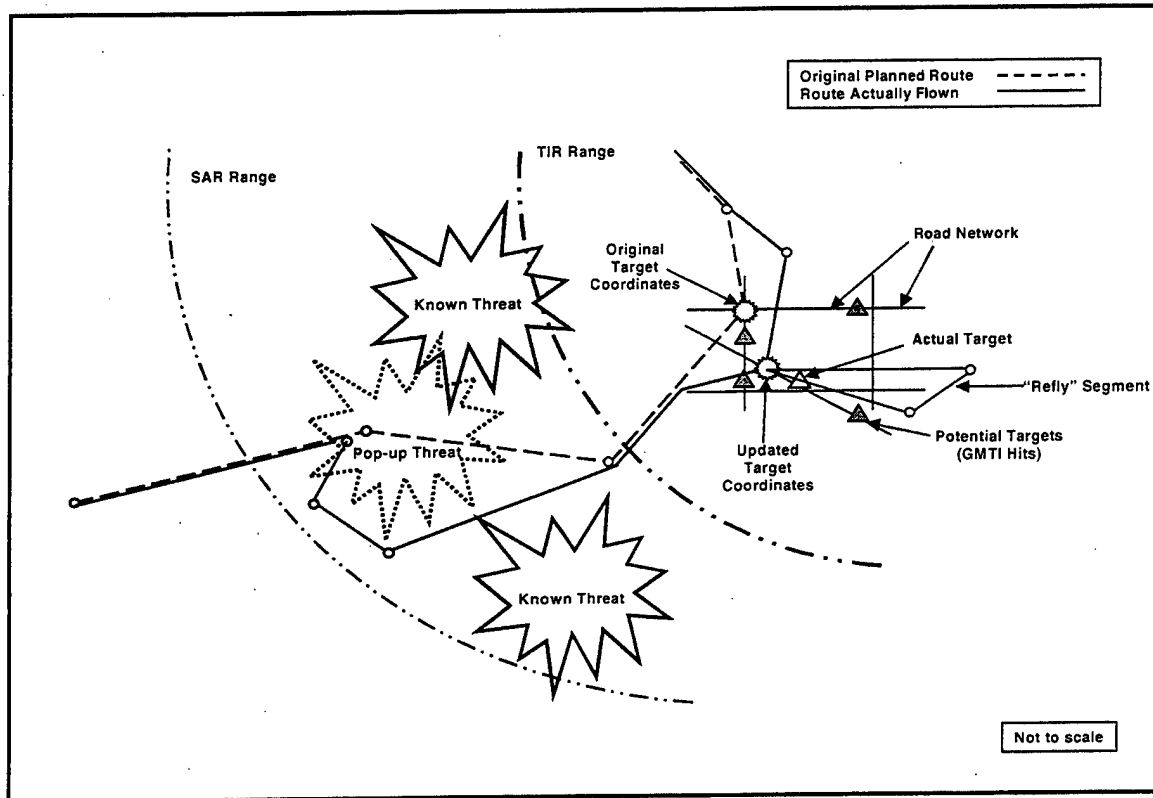 Original Planned Route
Route Actually Flown
SAR Range
TIR Range
Road Network
Original
Target
Coordinates
Known Threat
Actual Target
"Refly" Segment
Pop-up Threat
Updated
Target
Coordinates
Potential Targets
(GMTI Hits)
Known Threat
Not to scale